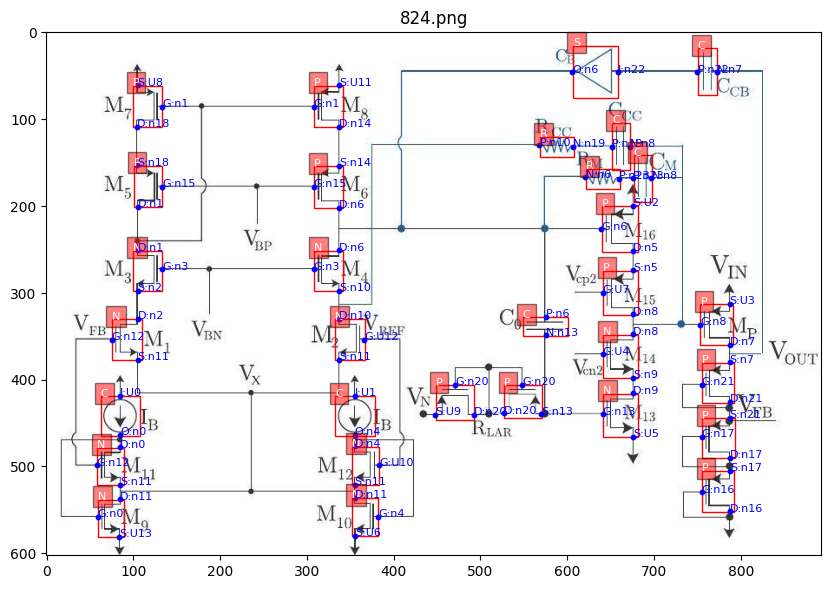 824.png
0
100
200
300
400
500
600
0
100
200
300
400
500
600
700
800
P
S:U8
G:n1
D:n18
M7
P
S:U11
G:n1
D:n14
M8
P
S:n18
G:n15
D:n1
M5
P
S:n14
G:n15
D:n2
M6
VBP
N
D:n1
G:n3
S:n2
M3
N
D:n6
G:n3
S:n10
M4
VBN
VFB
N
D:n2
G:n12
S:n11
M1
N
D:n10
G:U12
S:n11
M2
VREF
VX
C
I:U0
O:n0
IB
C
I:U1
O:n4
IB
N
D:n0
G:n12
S:n11
M11
N
D:n4
G:U10
S:n11
M12
N
D:n11
G:n0
S:U13
M9
D:n11
G:n4
S:U6
M10
S
CB
O:n6
I:n22
C
P:n22
N:n7
CCB
R
RCC
P:n10
N:n19
C
CCC
N:n8
R
N:n6
C
CM
N:n8
P
S:U2
G:n6
D:n5
M16
Vcp2
P
S:n5
G:U7
D:n8
M15
N
D:n8
G:U4
S:n9
M14
Vcn2
N
D:n9
G:n13
S:U5
M13
C
C0
P:n6
N:n13
VN
P
G:n20
S:U9
D:n20
P
G:n20
D:n20
S:n13
RLAR
VIN
P
S:U3
G:n8
D:n7
MP
VOUT
P
S:n7
G:n21
D:n21
VFB
P
S:n21
G:n17
D:n17
P
S:n17
G:n16
D:n16